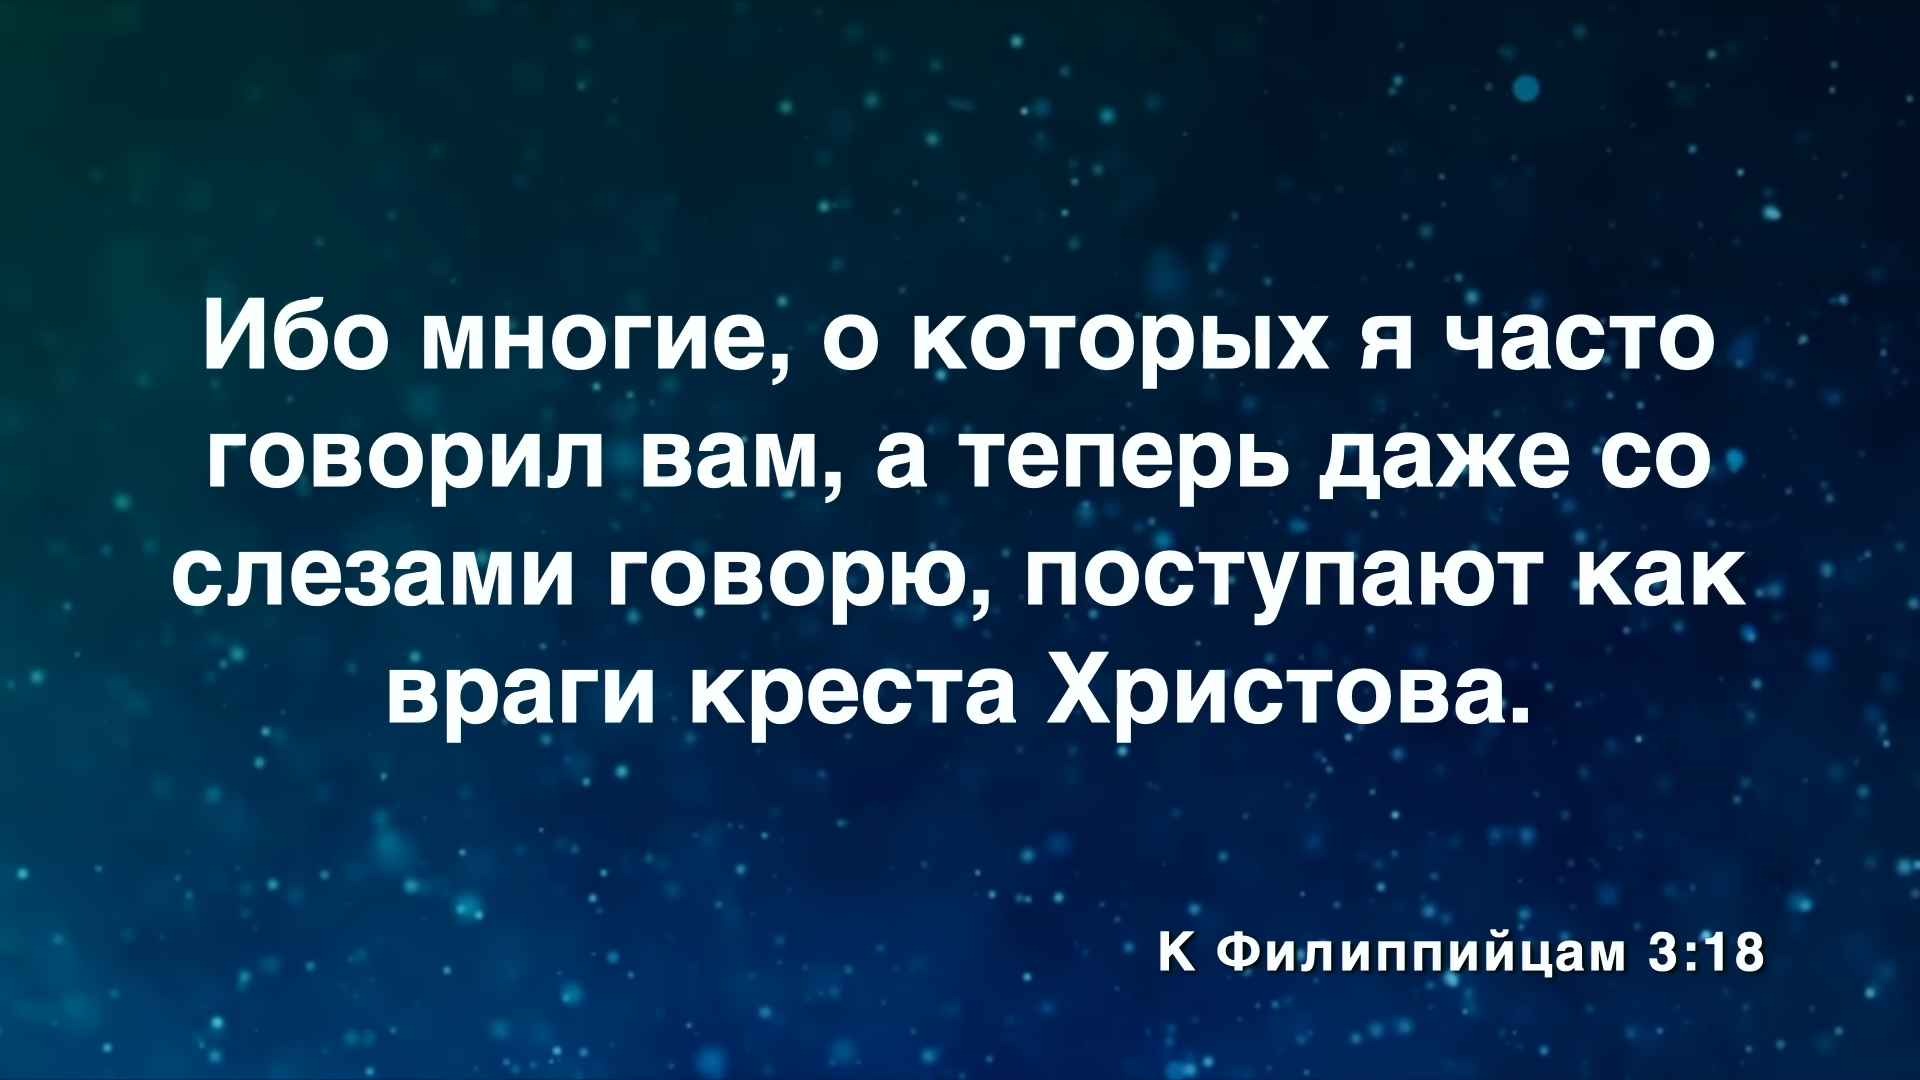 Ибо многие, о которых я часто
говорил вам, а теперь даже со
слезами говорю, поступают как
враги креста Христова.
К Филиппийцам 3:18